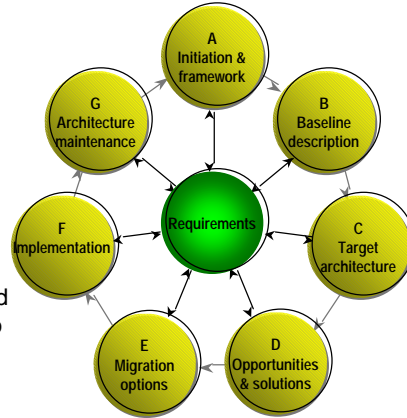 A
Initiation &
framework
G
Architecture
maintenance
B
Baseline
description
Requirements
F
Implementation
C
Target
architecture
E
Migration
options
D
Opportunities
& solutions